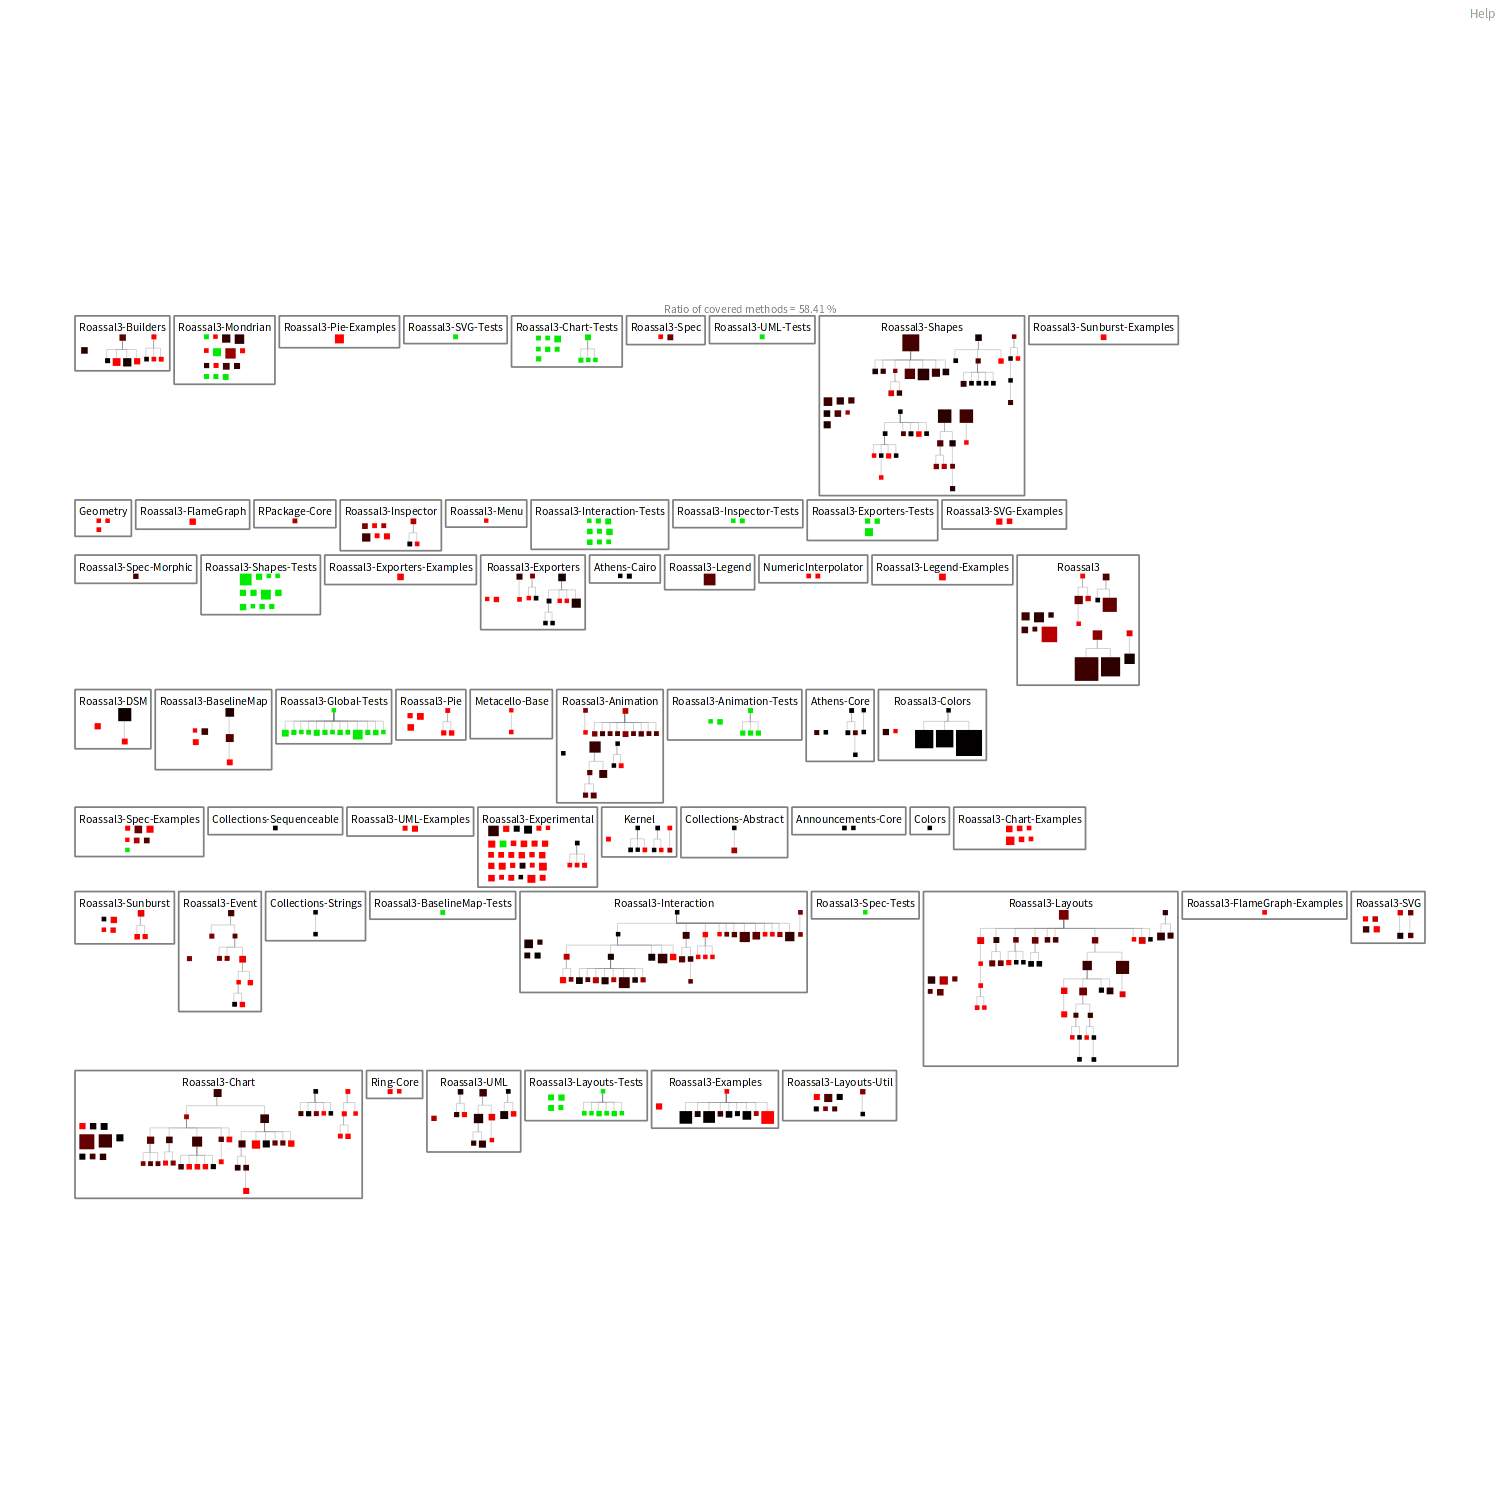 Help
Ratio of covered methods = 58.41 %
Roassal3-Builders
Roassal3-Mondrian
Roassal3-Pie-Examples
Roassal3-SVG-Tests
Roassal3-Chart-Tests
Roassal3-Spec
Roassal3-UML-Tests
Roassal3-Shapes
Roassal3-Sunburst-Examples
Geometry
Roassal3-FlameGraph
RPackage-Core
Roassal3-Inspector
Roassal3-Menu
Roassal3-Interaction-Tests
Roassal3-Inspector-Tests
Roassal3-Exporters-Tests
Roassal3-SVG-Examples
Roassal3-Spec-Morphic
Roassal3-Shapes-Tests
Roassal3-Exporters-Examples
Roassal3-Exporters
Athens-Cairo
Roassal3-Legend
NumericInterpolator
Roassal3-Legend-Examples
Roassal3
Roassal3-DSM
Roassal3-BaselineMap
Roassal3-Global-Tests
Roassal3-Pie
Metacello-Base
Roassal3-Animation
Roassal3-Animation-Tests
Athens-Core
Roassal3-Colors
Roassal3-Spec-Examples
Collections-Sequenceable
Roassal3-UML-Examples
Roassal3-Experimental
Kernel
Collections-Abstract
Announcements-Core
Colors
Roassal3-Chart-Examples
Roassal3-Sunburst
Roassal3-Event
Collections-Strings
Roassal3-BaselineMap-Tests
Roassal3-Interaction
Roassal3-Spec-Tests
Roassal3-Layouts
Roassal3-FlameGraph-Examples
Roassal3-SVG
Roassal3-Chart
Ring-Core
Roassal3-UML
Roassal3-Layouts-Tests
Roassal3-Examples
Roassal3-Layouts-Util